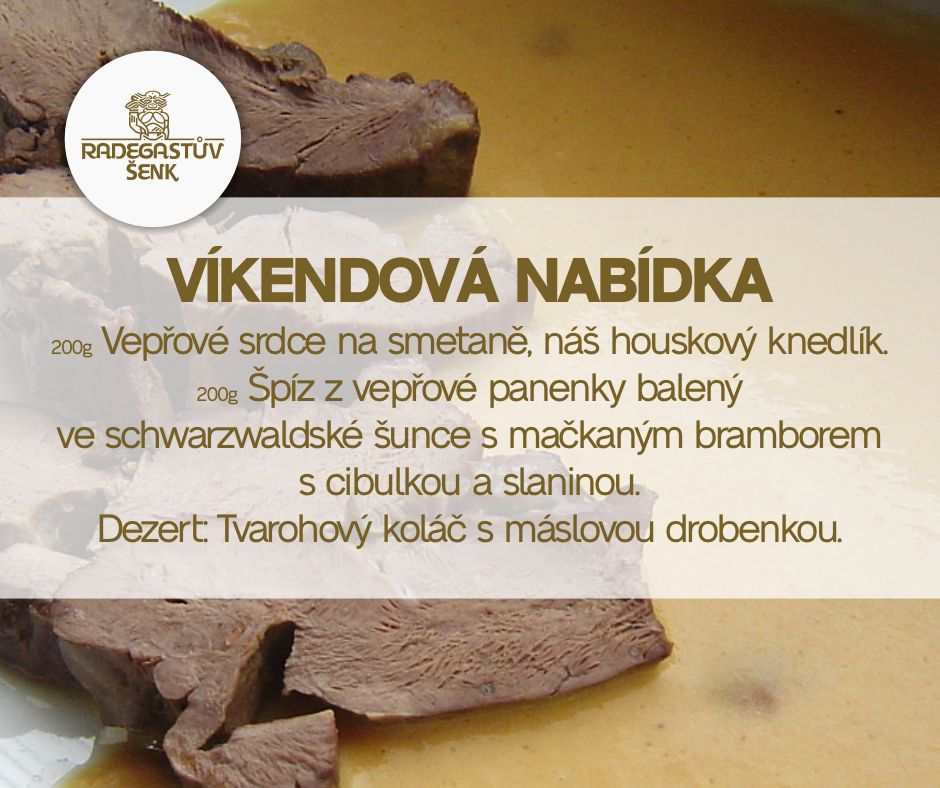 RADEGASTŮV
ŠENK
VÍKENDOVÁ NABÍDKA
200g Vepřové srdce na smetaně, náš houskový knedlík.
200g Špíz z vepřové panenky balený
ve schwarzwaldské šunce s mačkaným bramborem
s cibulkou a slaninou.
Dezert: Tvarohový koláč s máslovou drobenkou.